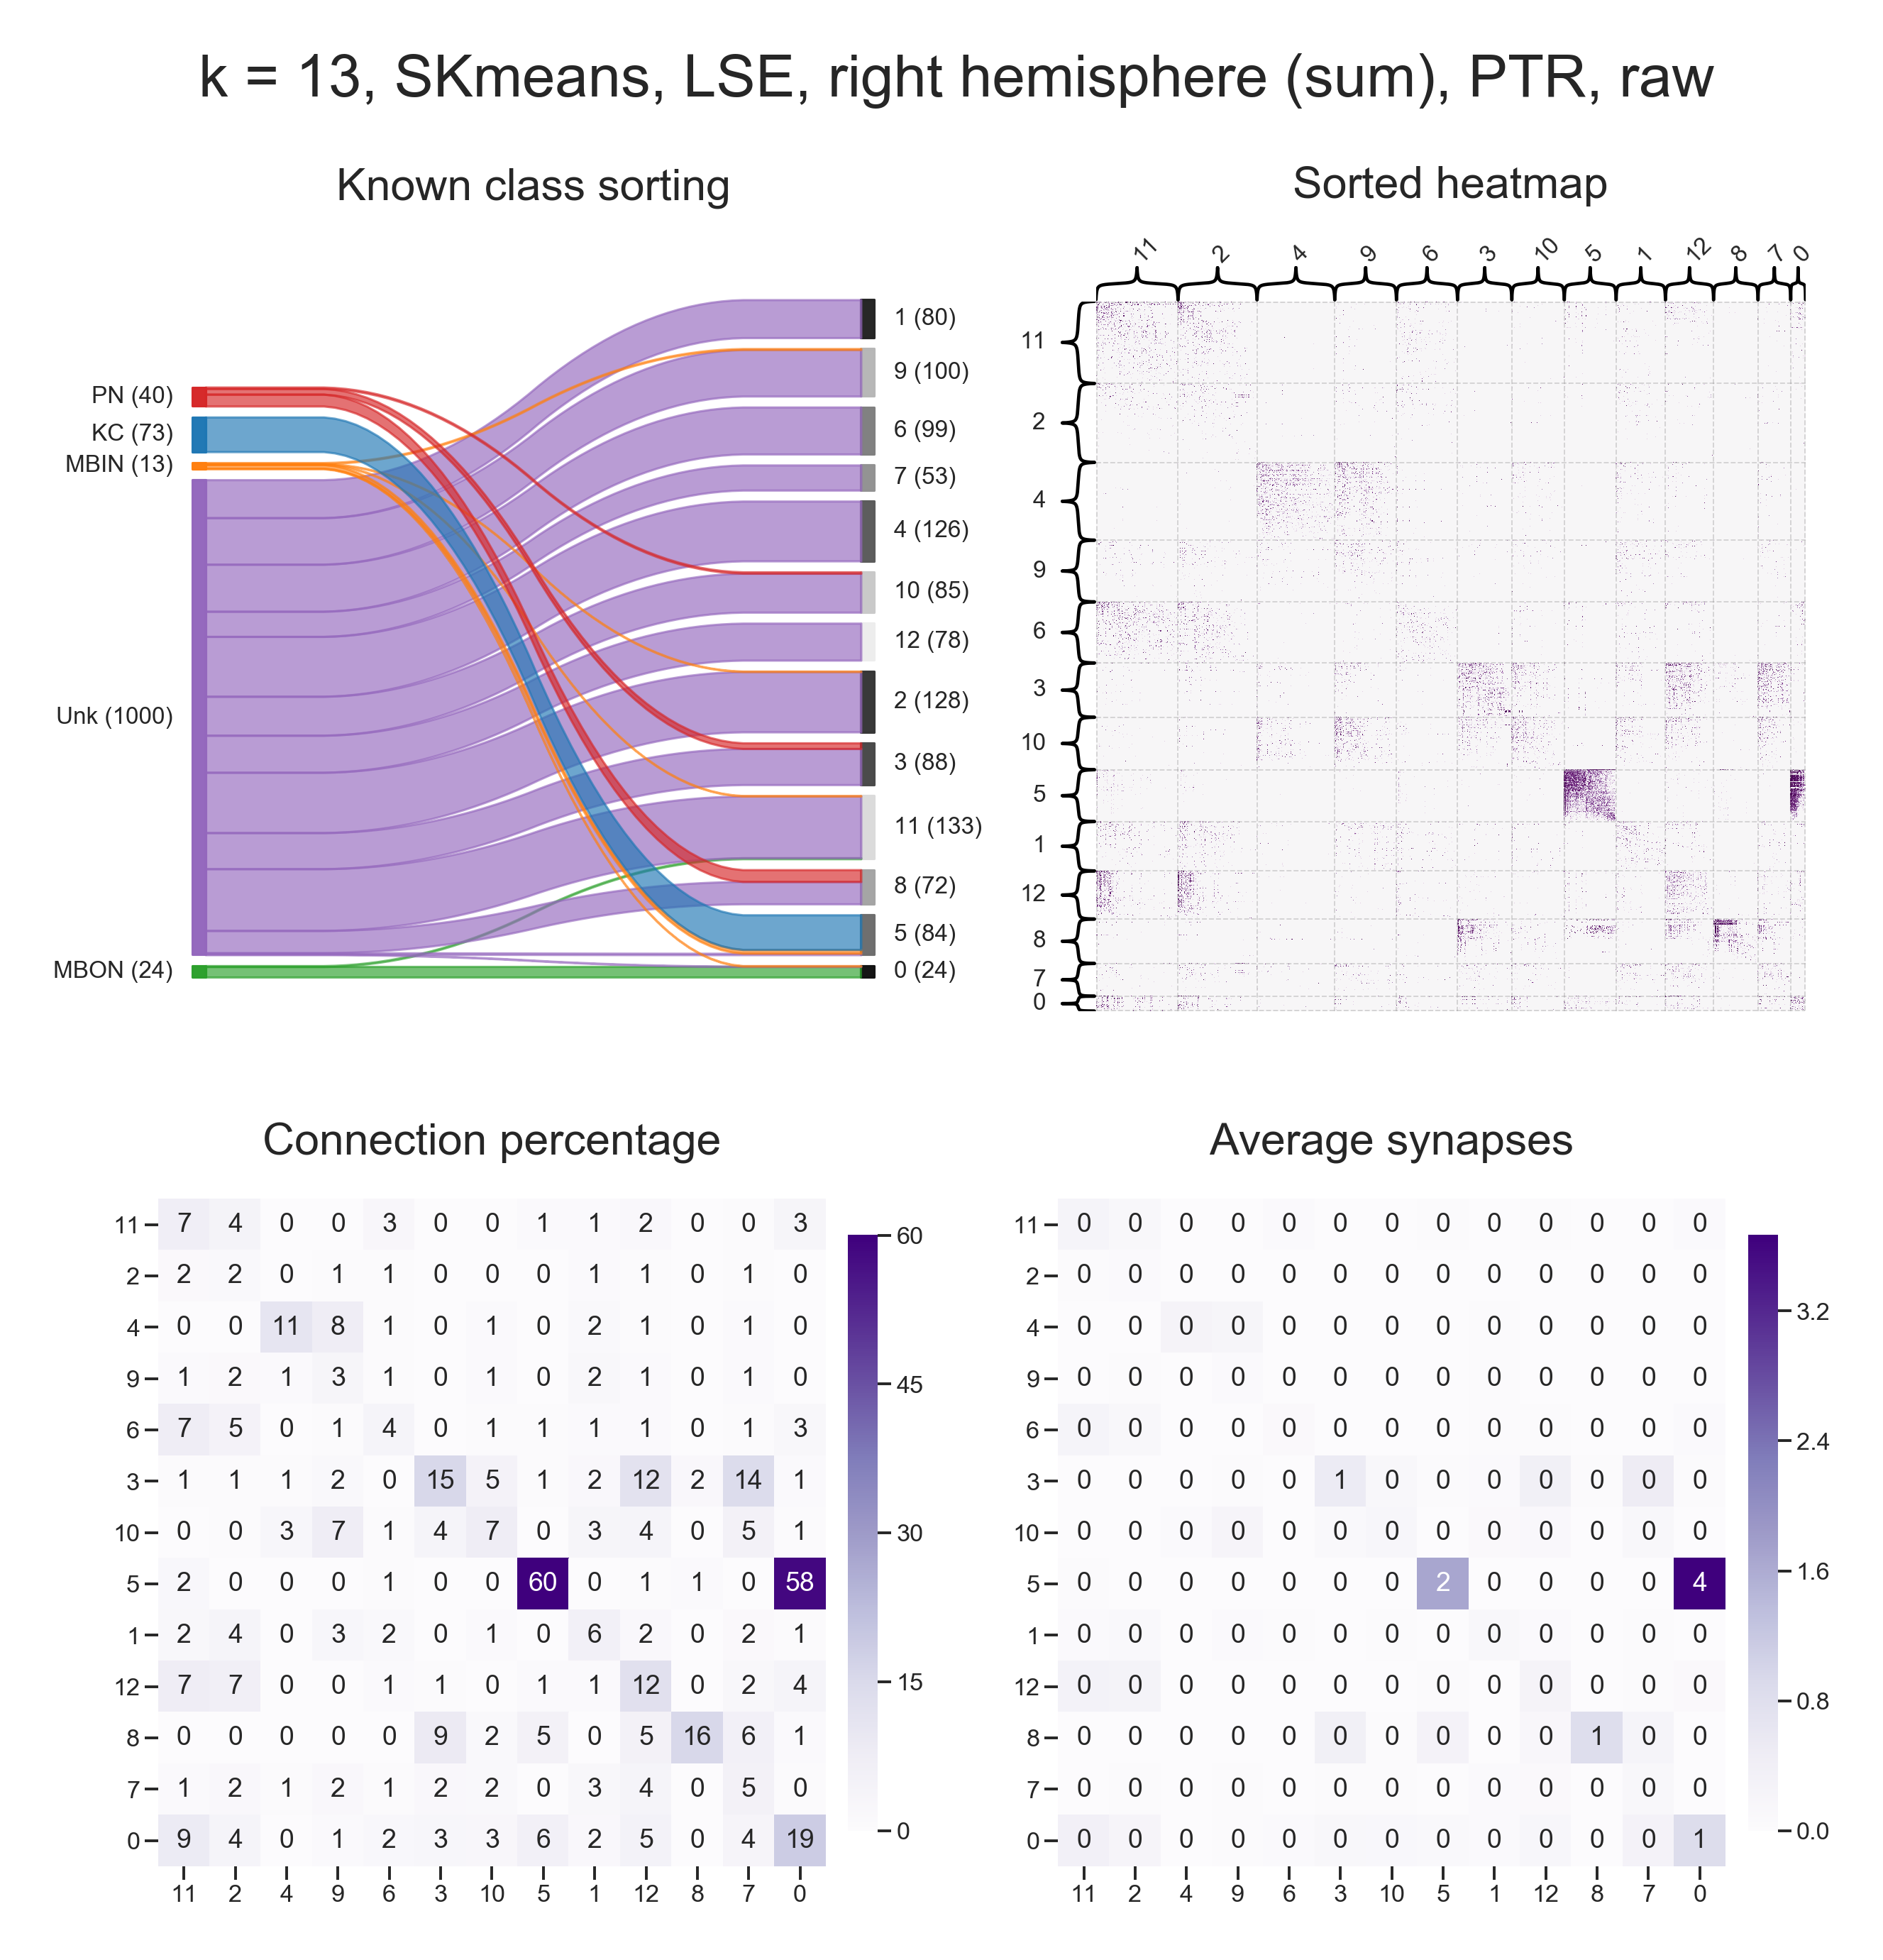 k = 13, SKmeans, LSE, right hemisphere (sum), PTR, raw
Known class sorting
PN (40)
KC (73)
MBIN (13)
Unk (1000)
MBON (24)
1 (80)
9 (100)
6 (99)
7 (53)
4 (126)
10 (85)
12 (78)
2 (128)
3 (88)
11 (133)
8 (72)
5 (84)
0 (24)
Sorted heatmap
11 2 4 9 6 3 10 5 1 12 8 7 0
11
2
4
9
6
3
10
5
1
12
8
7
0
Connection percentage
11 7 4 0 0 3 0 0 1 1 2 0 0 3
2 2 2 0 1 1 0 0 0 1 1 0 1 0
4 0 0 11 8 1 0 1 0 2 1 0 1 0
9 1 2 1 3 1 0 1 0 2 1 0 1 0
6 7 5 0 1 4 0 1 1 1 1 0 1 3
3 1 1 1 2 0 15 5 1 2 12 2 14 1
10 0 0 3 7 1 4 7 0 3 4 0 5 1
5 2 0 0 0 1 0 0 60 0 1 1 0 58
1 2 4 0 3 2 0 1 0 6 2 0 2 1
12 7 7 0 0 1 1 0 1 1 12 0 2 4
8 0 0 0 0 0 9 2 5 0 5 16 6 1
7 1 2 1 2 1 2 2 0 3 4 0 5 0
0 9 4 0 1 2 3 3 6 2 5 0 4 19
11 2 4 9 6 3 10 5 1 12 8 7 0
60
45
30
15
0
Average synapses
11 0 0 0 0 0 0 0 0 0 0 0 0 0
2 0 0 0 0 0 0 0 0 0 0 0 0 0
4 0 0 0 0 0 0 0 0 0 0 0 0 0
9 0 0 0 0 0 0 0 0 0 0 0 0 0
6 0 0 0 0 0 0 0 0 0 0 0 0 0
3 0 0 0 0 0 1 0 0 0 0 0 0 0
10 0 0 0 0 0 0 0 0 0 0 0 0 0
5 0 0 0 0 0 0 0 2 0 0 0 0 4
1 0 0 0 0 0 0 0 0 0 0 0 0 0
12 0 0 0 0 0 0 0 0 0 0 0 0 0
8 0 0 0 0 0 0 0 0 0 0 1 0 0
7 0 0 0 0 0 0 0 0 0 0 0 0 0
0 0 0 0 0 0 0 0 0 0 0 0 0 1
11 2 4 9 6 3 10 5 1 12 8 7 0
3.2
2.4
1.6
0.8
0.0